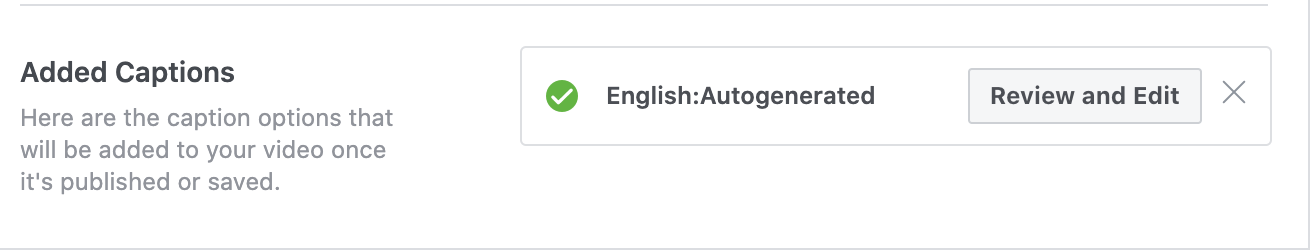 Added Captions
Here are the caption options that
will be added to your video once
it's published or saved.
English:Autogenerated
Review and Edit